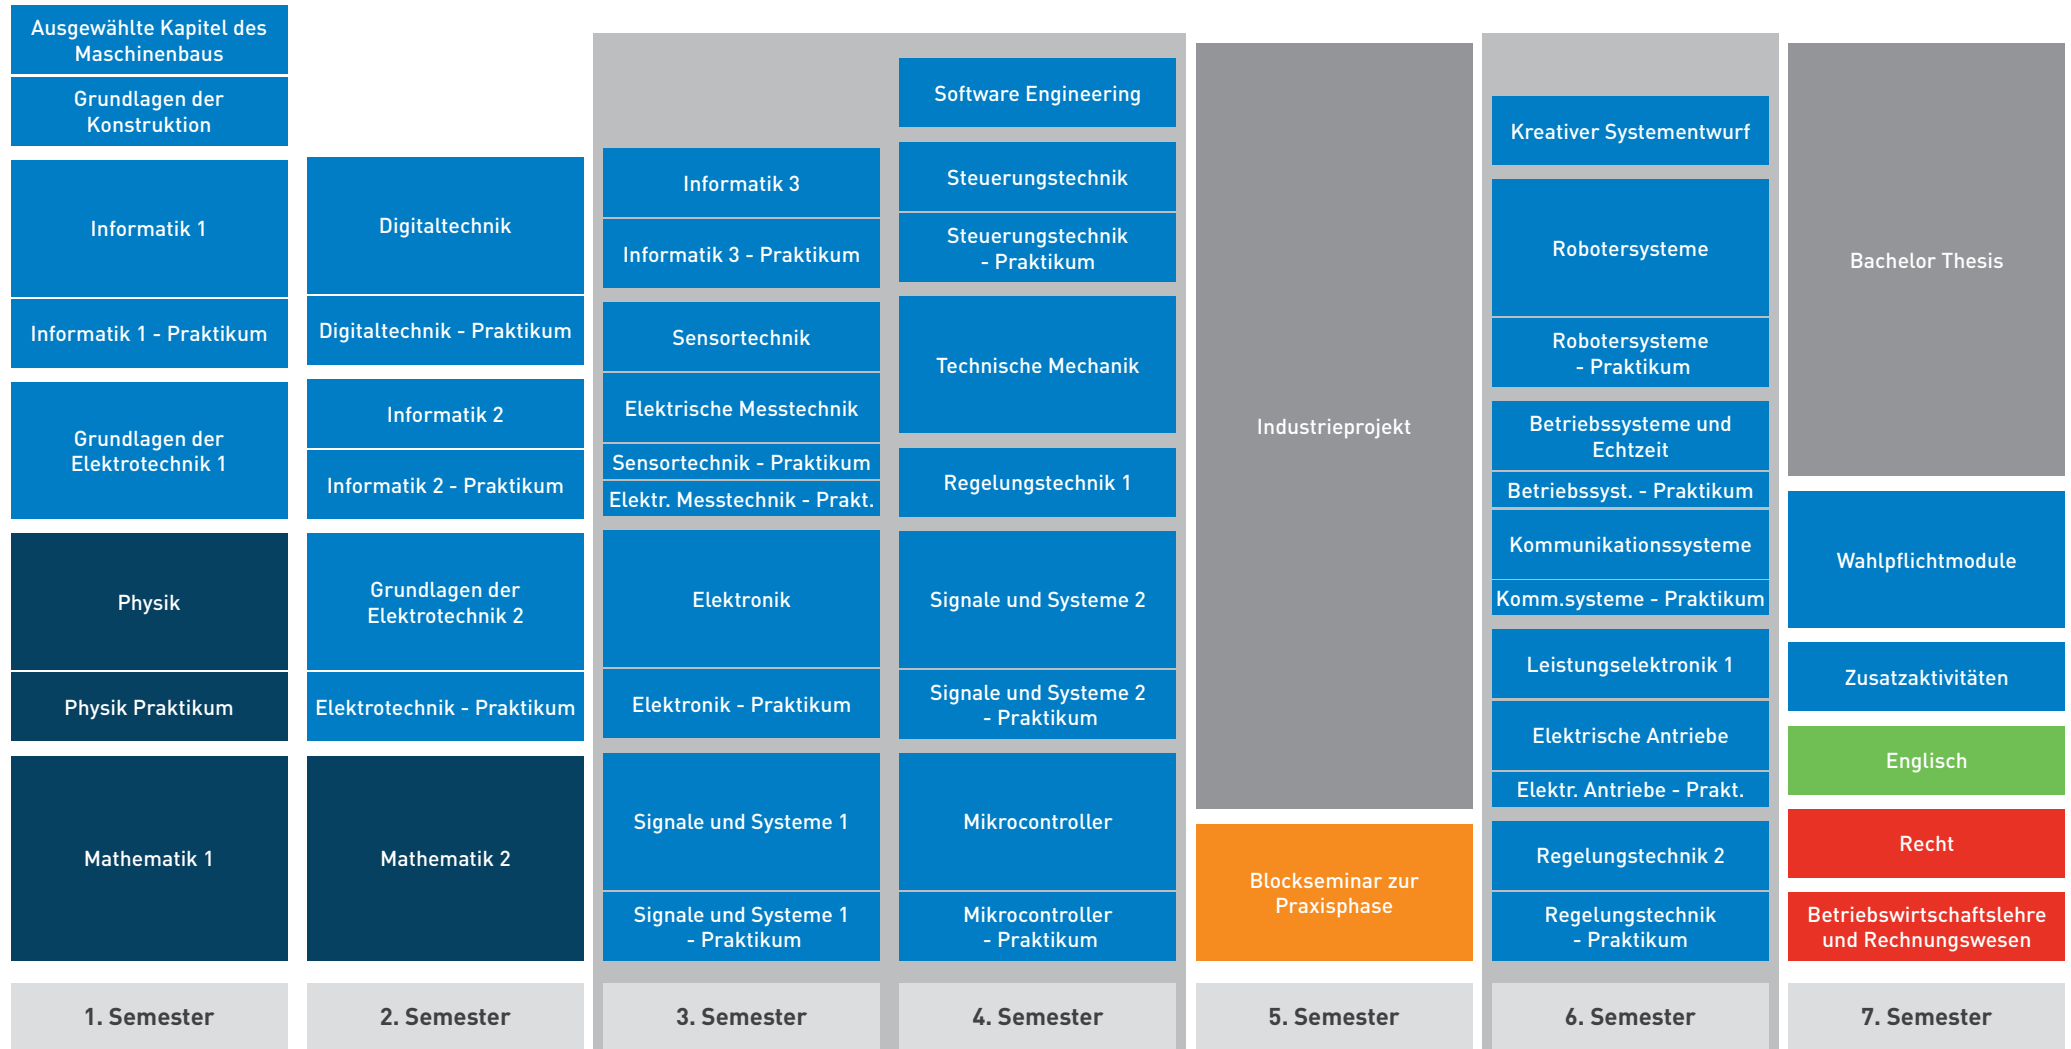 Ausgewählte Kapitel des
Maschinenbaus
Grundlagen der
Konstruktion
Informatik 1
Informatik 1 - Praktikum
Grundlagen der
Elektrotechnik 1
Physik
Physik Praktikum
Mathematik 1
1. Semester
Digitaltechnik
Digitaltechnik - Praktikum
Informatik 2
Informatik 2 - Praktikum
Grundlagen der
Elektrotechnik 2
Elektrotechnik - Praktikum
Mathematik 2
2. Semester
Informatik 3
Informatik 3 - Praktikum
Sensortechnik
Elektrische Messtechnik
Sensortechnik - Praktikum
Elektr. Messtechnik - Prakt.
Elektronik
Elektronik - Praktikum
Signale und Systeme 1
Signale und Systeme 1
- Praktikum
3. Semester
Software Engineering
Steuerungstechnik
Steuerungstechnik
- Praktikum
Technische Mechanik
Regelungstechnik 1
Signale und Systeme 2
Signale und Systeme 2
- Praktikum
Mikrocontroller
Mikrocontroller
- Praktikum
4. Semester
Industrieprojekt
Blockseminar zur
Praxisphase
5. Semester
Kreativer Systementwurf
Robotersysteme
Robotersysteme
- Praktikum
Betriebssysteme und
Echtzeit
Betriebssyst. - Praktikum
Kommunikationssysteme
Komm.systeme - Praktikum
Leistungselektronik 1
Elektrische Antriebe
Elektr. Antriebe - Prakt.
Regelungstechnik 2
Regelungstechnik
- Praktikum
6. Semester
Bachelor Thesis
Wahlpflichtmodule
Zusatzaktivitäten
Englisch
Recht
Betriebswirtschaftslehre
und Rechnungswesen
7. Semester